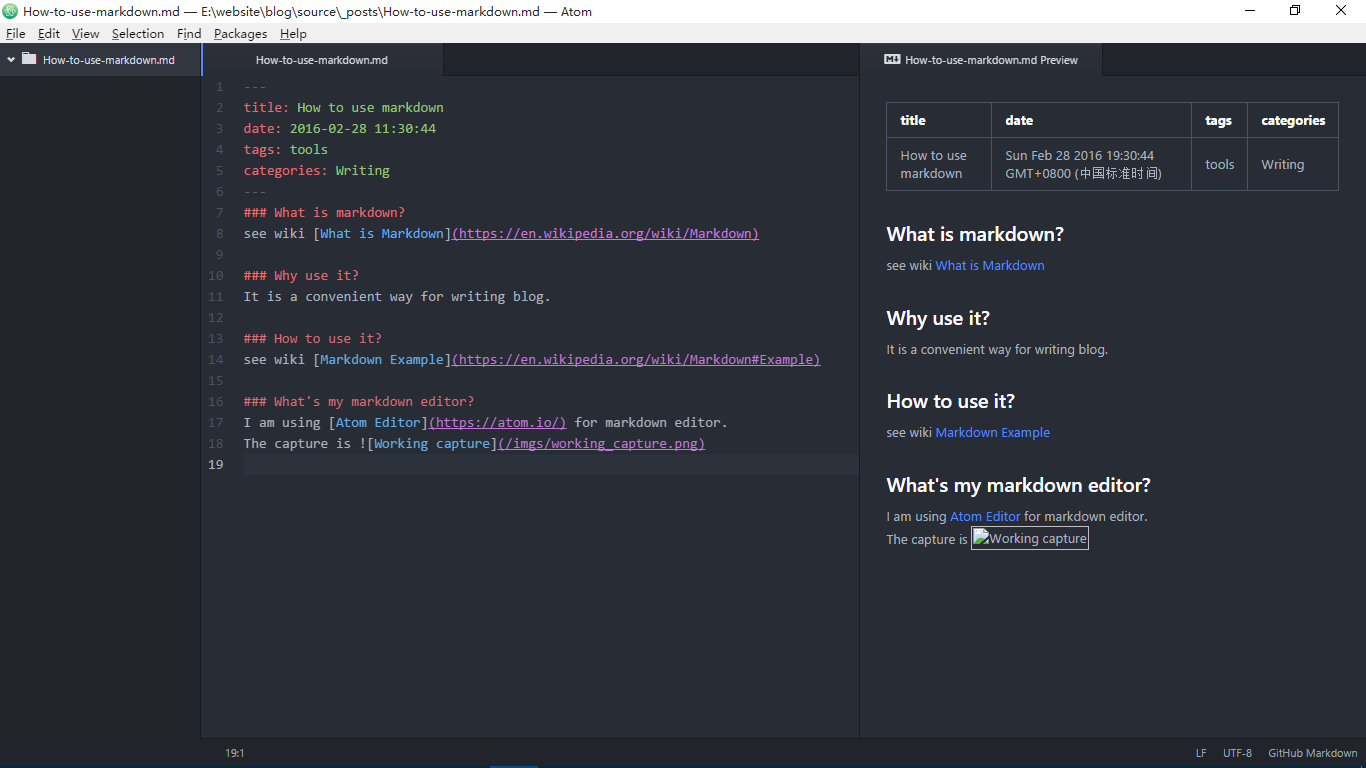 How-to-use-markdown.md — E:\website\blog\source\_posts\How-to-use-markdown.md — Atom
File Edit View Selection Find Packages Help
How-to-use-markdown.md
How-to-use-markdown.md
1 ---
2 title: How to use markdown
3 date: 2016-02-28 11:30:44
4 tags: tools
5 categories: Writing
6 ---
7 ### What is markdown?
8 see wiki [What is Markdown](https://en.wikipedia.org/wiki/Markdown)
9
10 ### Why use it?
11 It is a convenient way for writing blog.
12
13 ### How to use it?
14 see wiki [Markdown Example](https://en.wikipedia.org/wiki/Markdown#Example)
15
16 ### What's my markdown editor?
17 I am using [Atom Editor](https://atom.io/) for markdown editor.
18 The capture is ![Working capture](/imgs/working_capture.png)
19
How-to-use-markdown.md Preview
title date tags categories
How to use markdown
Sun Feb 28 2016 19:30:44
GMT+0800 (中国标准时间)
tools
Writing
What is markdown?
see wiki What is Markdown
Why use it?
It is a convenient way for writing blog.
How to use it?
see wiki Markdown Example
What's my markdown editor?
I am using Atom Editor for markdown editor.
The capture is Working capture
19:1
LF UTF-8 GitHub Markdown